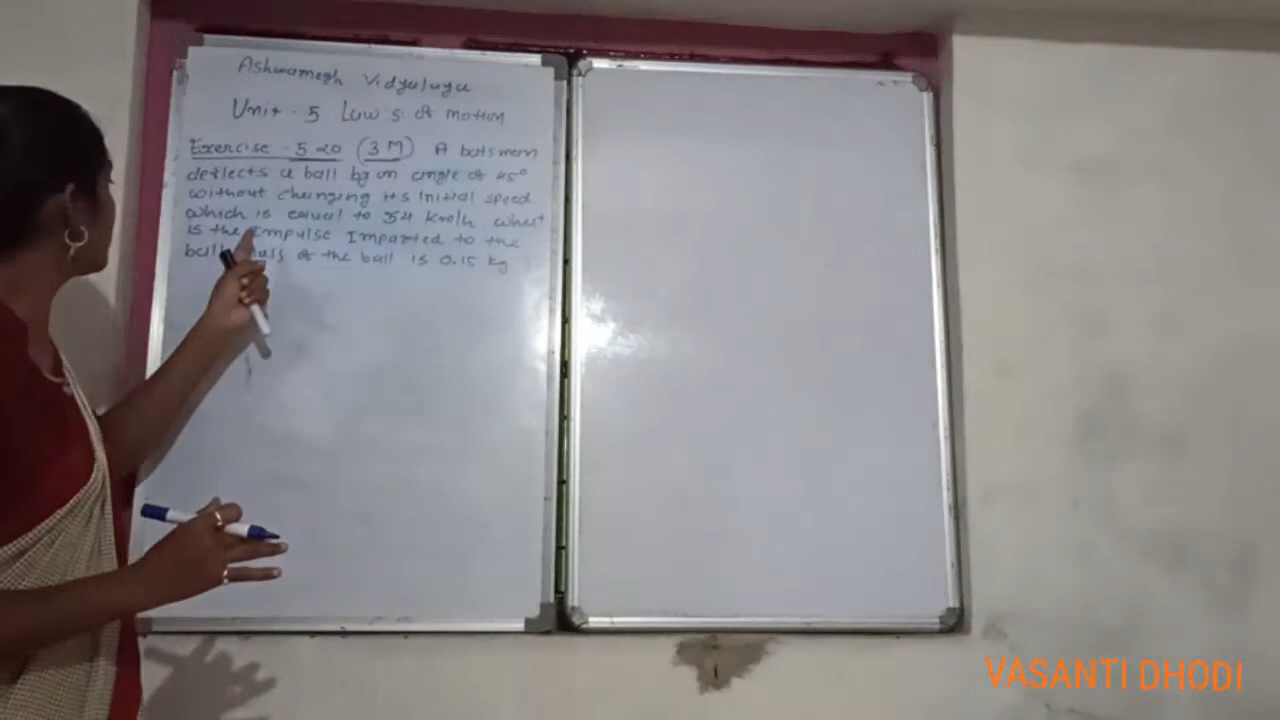 Ashwamegh Vidyalaya
Unit - 5 Law s of motion
Exercise - 5.20 (3 M) A batsman
deflects a ball by an angle of 45°
without changing its initial speed
which is equal to 54 km/h what
is the Impulse Imparted to the
ball mass of the ball is 0.15 kg
VASANTI DHODI